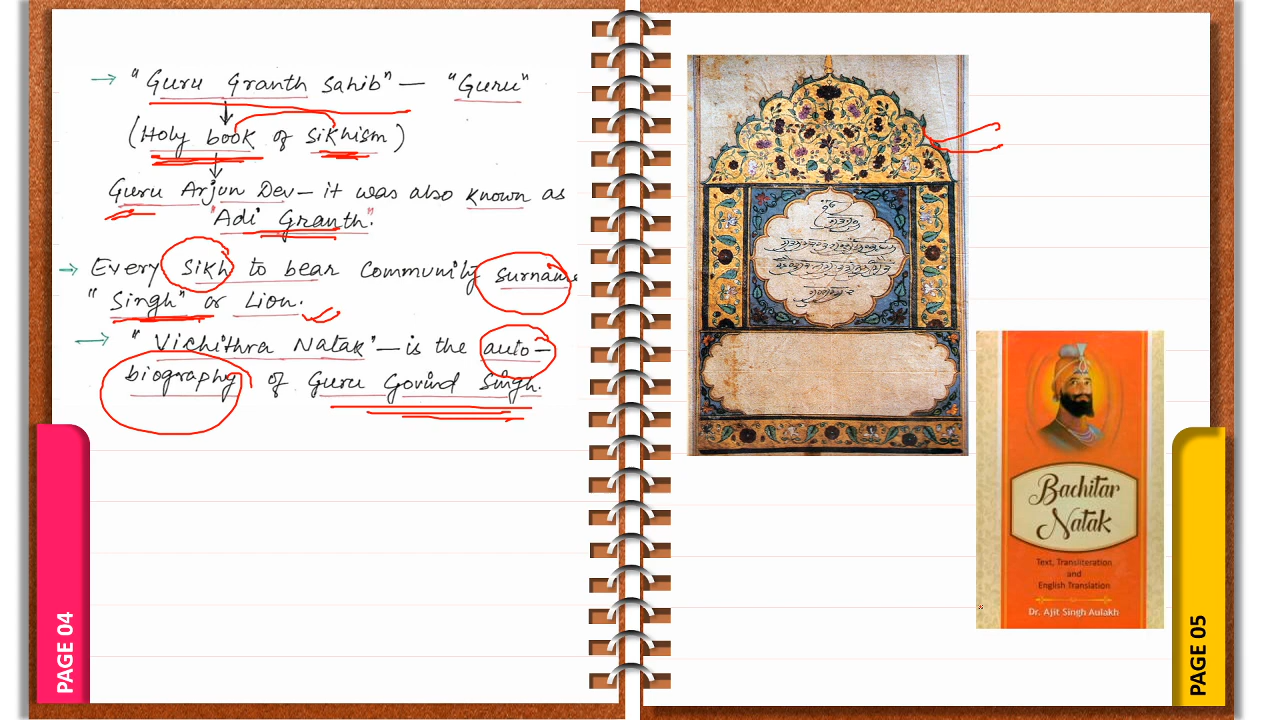 → "Guru Granth Sahib" — "Guru"
(Holy book of Sikhism)
Guru Arjun Dev — it was also known as
"Adi Granth".
→ Every Sikh to bear Community surname
"Singh" or Lion.
→ "Vichithra Natak" — is the auto-
biography of Guru Govind Singh.
PAGE 04
Bachitar
Natak
Text, Transliteration
and
English Translation
Dr. Ajit Singh Aulakh
PAGE 05